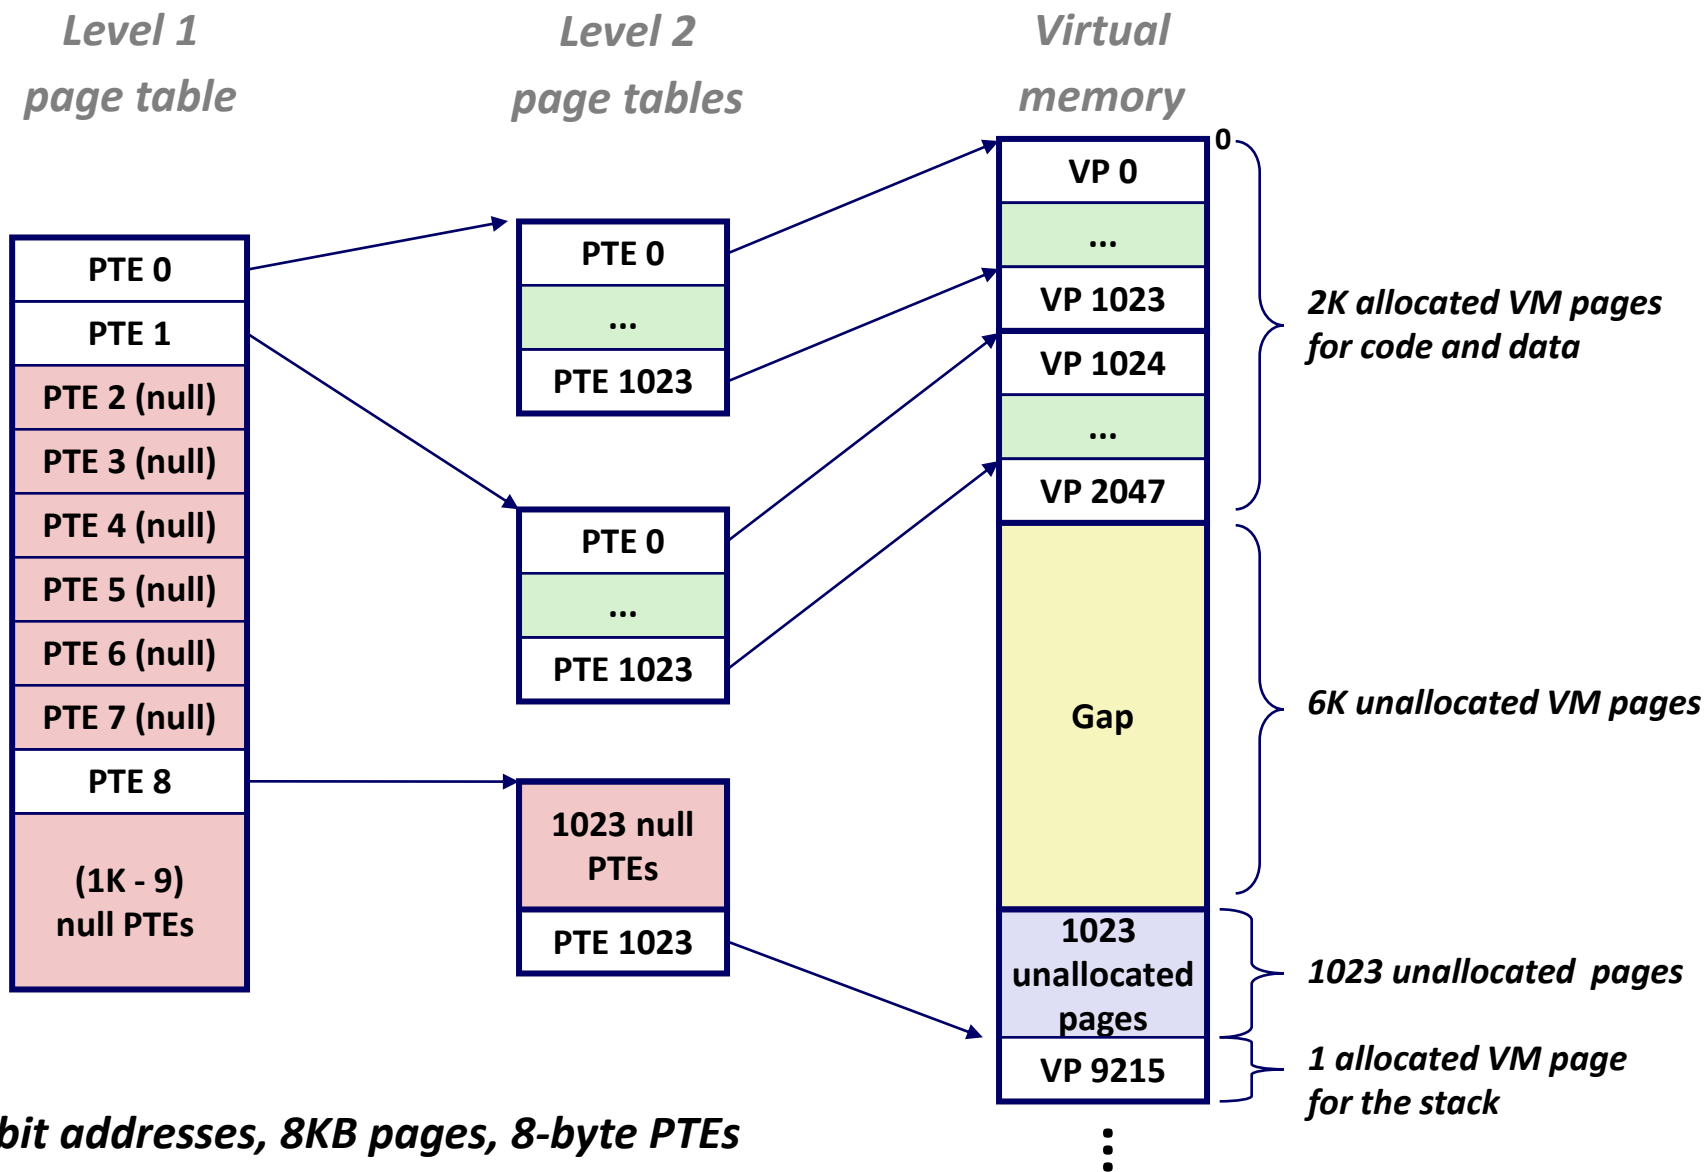 Level 1
page table
Level 2
page tables
Virtual
memory
0
PTE 0
PTE 1
PTE 2 (null)
PTE 3 (null)
PTE 4 (null)
PTE 5 (null)
PTE 6 (null)
PTE 7 (null)
PTE 8
(1K - 9)
null PTEs
PTE 0
...
PTE 1023
PTE 0
...
PTE 1023
1023 null
PTEs
PTE 1023
VP 0
...
VP 1023
VP 1024
...
VP 2047
Gap
1023
unallocated
pages
VP 9215
2K allocated VM pages
for code and data
6K unallocated VM pages
1023 unallocated pages
1 allocated VM page
for the stack
bit addresses, 8KB pages, 8-byte PTEs